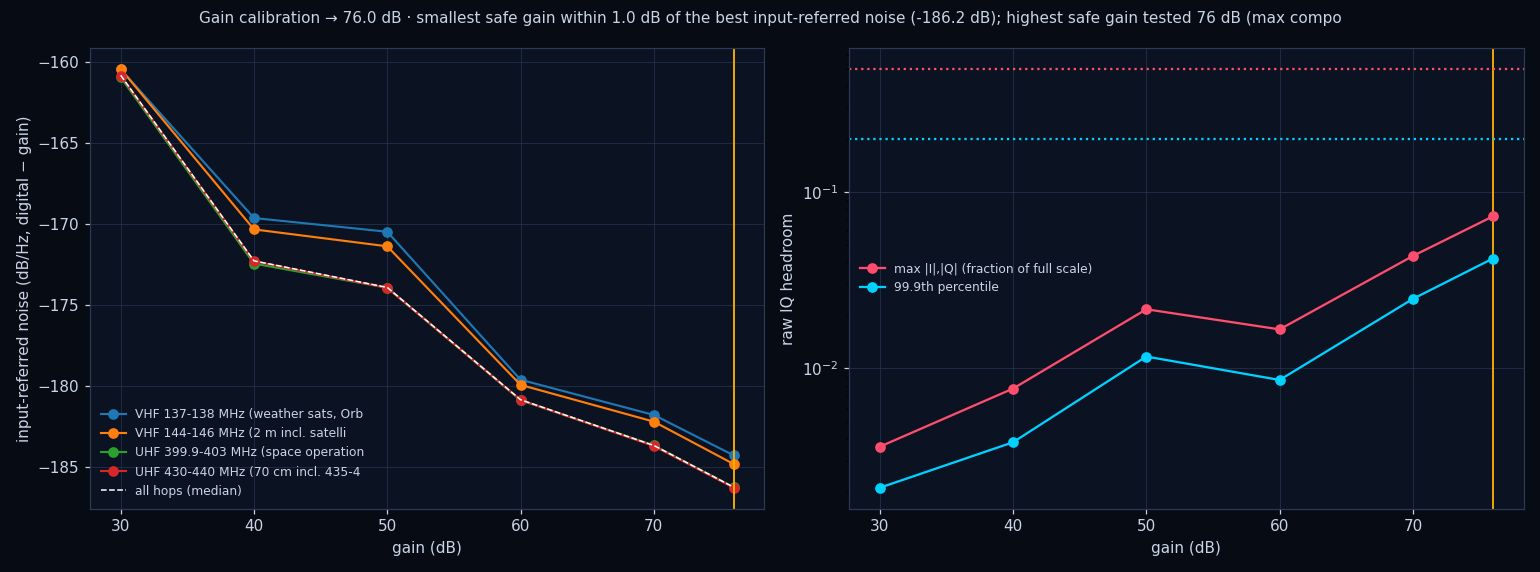 Gain calibration → 76.0 dB · smallest safe gain within 1.0 dB of the best input-referred noise (-186.2 dB); highest safe gain tested 76 dB (max compo
input-referred noise (dB/Hz, digital − gain)
−160
−165
−170
−175
−180
−185
VHF 137-138 MHz (weather sats, Orb
VHF 144-146 MHz (2 m incl. satelli
UHF 399.9-403 MHz (space operation
UHF 430-440 MHz (70 cm incl. 435-4
all hops (median)
30 40 50 60 70
gain (dB)
raw IQ headroom
10⁻¹
10⁻²
max |I|,|Q| (fraction of full scale)
99.9th percentile
30 40 50 60 70
gain (dB)